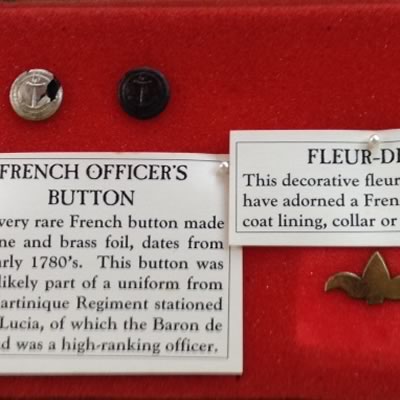 FRENCH OFFICER'S
BUTTON
very rare French button made
ne and brass foil, dates from
rly 1780's. This button was
likely part of a uniform from
artinique Regiment stationed
Lucia, of which the Baron de
d was a high-ranking officer.
FLEUR-DE
This decorative fleur
have adorned a Fren
coat lining, collar or